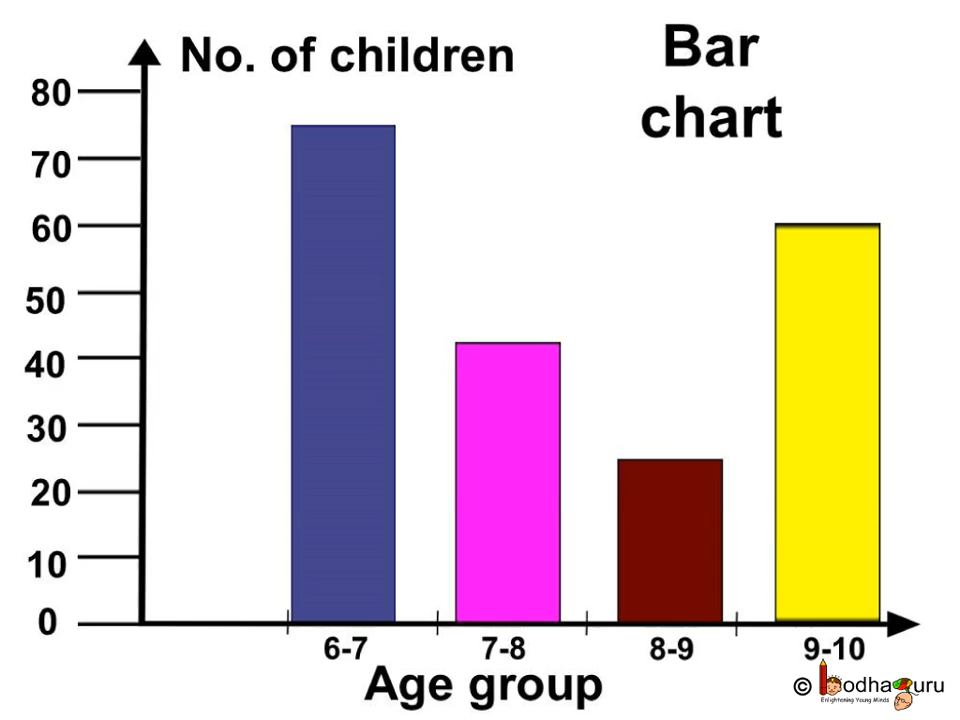 No. of children
Bar
chart
80
70
60
50
40
30
20
10
0
6-7 7-8 8-9 9-10
Age group
© BodhaGuru
Enlightening Young Minds